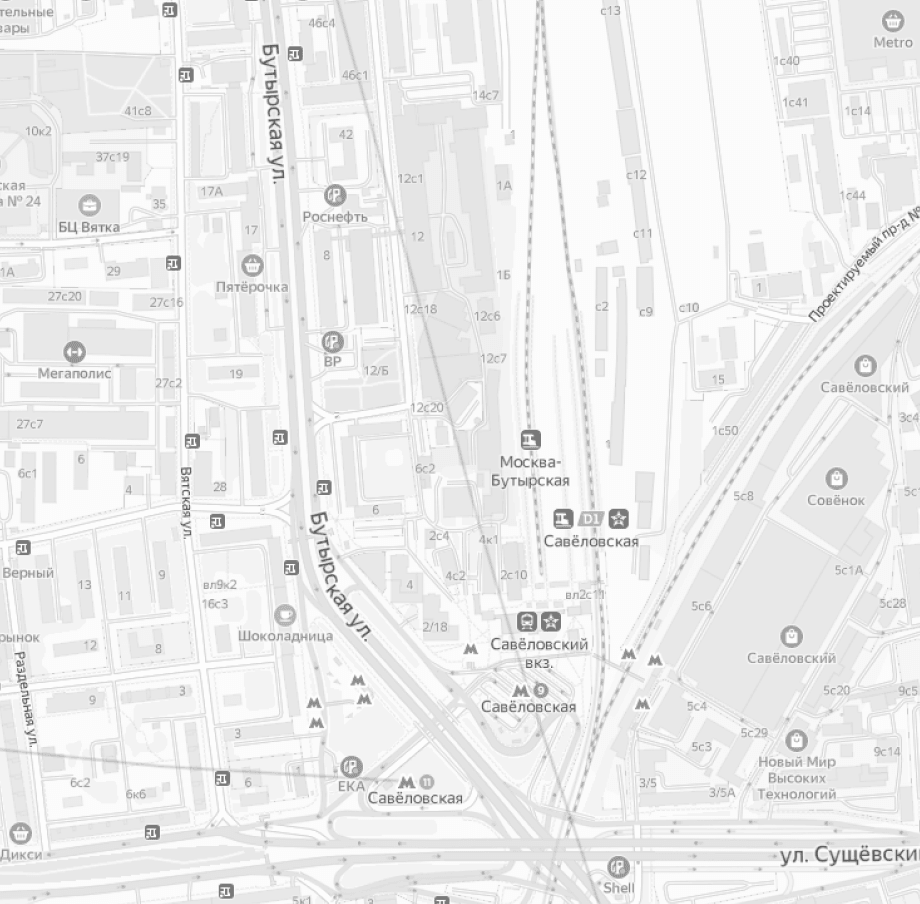 тельные
вары
46с4
с13
Metro
1с40
46с1
14с7
1с41
1с14
41с8
10к2
42
37с19
ская
а № 24
БЦ Вятка
35
17А
Роснефть
12с1
1А
с12
1с44
Бутырская ул.
17
8
12
с11
Проектируемый пр-д №
1А
29
Пятёрочка
1Б
27с20
27с16
12с18
12с6
с2
с9
с10
1
Мегаполис
19
ВР
12/Б
12с7
15
Савёловский
27с2
12с20
27с7
1с50
3с4
6с1
6
4
28
Вятская ул.
6с2
6
Москва-
Бутырская
5с8
Совёнок
5с1
D1
Савёловская
2с4
4к1
4с2
2с10
вл2с11
Верный
13
11
9
вл9к2
16с3
Бутырская ул.
4
5с1А
5с6
5с28
рынок
12
8
Шоколадница
2/18
Савёловский
вкз.
Савёловский
Раздельная ул.
9
3
9
Савёловская
5с4
5с20
9с5
3
5с3
5с29
9с14
Новый Мир
Высоких
Технологий
6с2
6к6
6
1
ЕКА
11
Савёловская
3/5
3/5А
Дикси
ул. Сущёвский
Shell
5к1